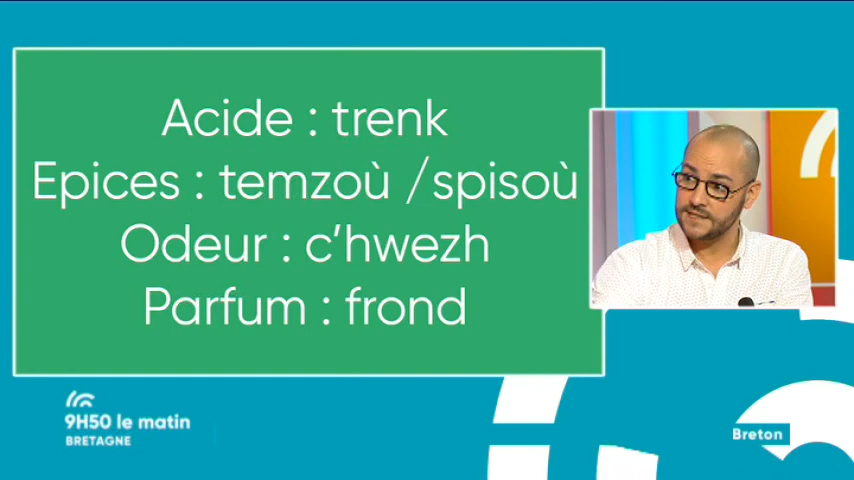 Acide : trenk
Epices : temzoù /spisoù
Odeur : c'hwezh
Parfum : frond
9H50 le matin
BRETAGNE
Breton